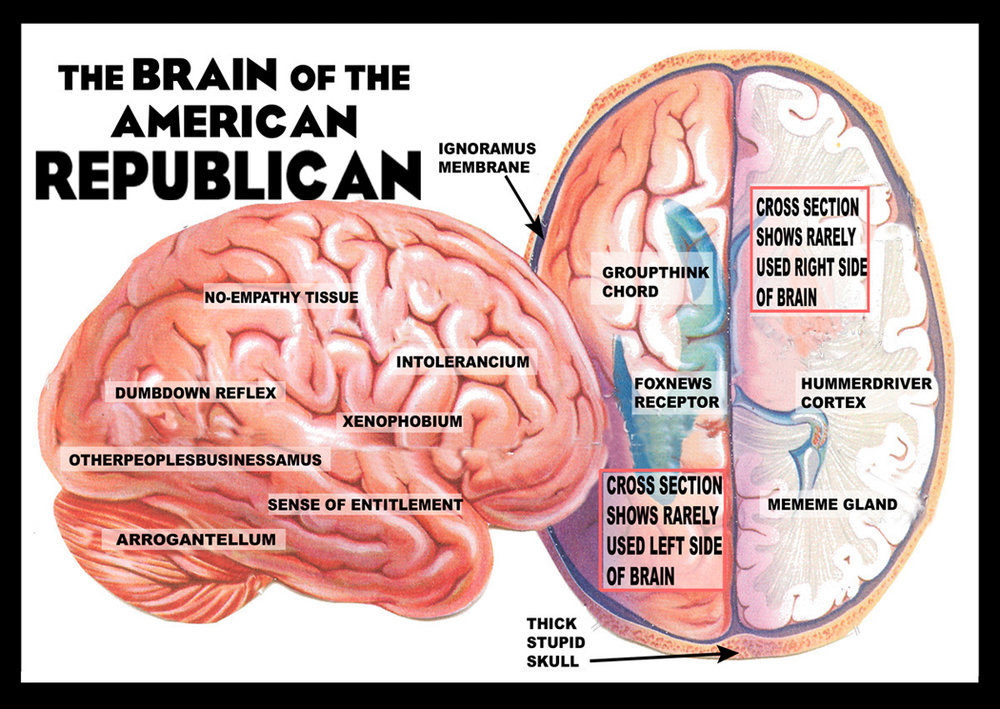 THE BRAIN OF THE
AMERICAN
REPUBLICAN
IGNORAMUS
MEMBRANE
NO-EMPATHY TISSUE
INTOLERANCIUM
DUMBDOWN REFLEX
XENOPHOBIUM
OTHERPEOPLESBUSINESSAMUS
SENSE OF ENTITLEMENT
ARROGANTELLUM
GROUPTHINK
CHORD
CROSS SECTION
SHOWS RARELY
USED RIGHT SIDE
OF BRAIN
FOXNEWS
RECEPTOR
HUMMERDRIVER
CORTEX
CROSS SECTION
SHOWS RARELY
USED LEFT SIDE
OF BRAIN
MEMEME GLAND
THICK
STUPID
SKULL